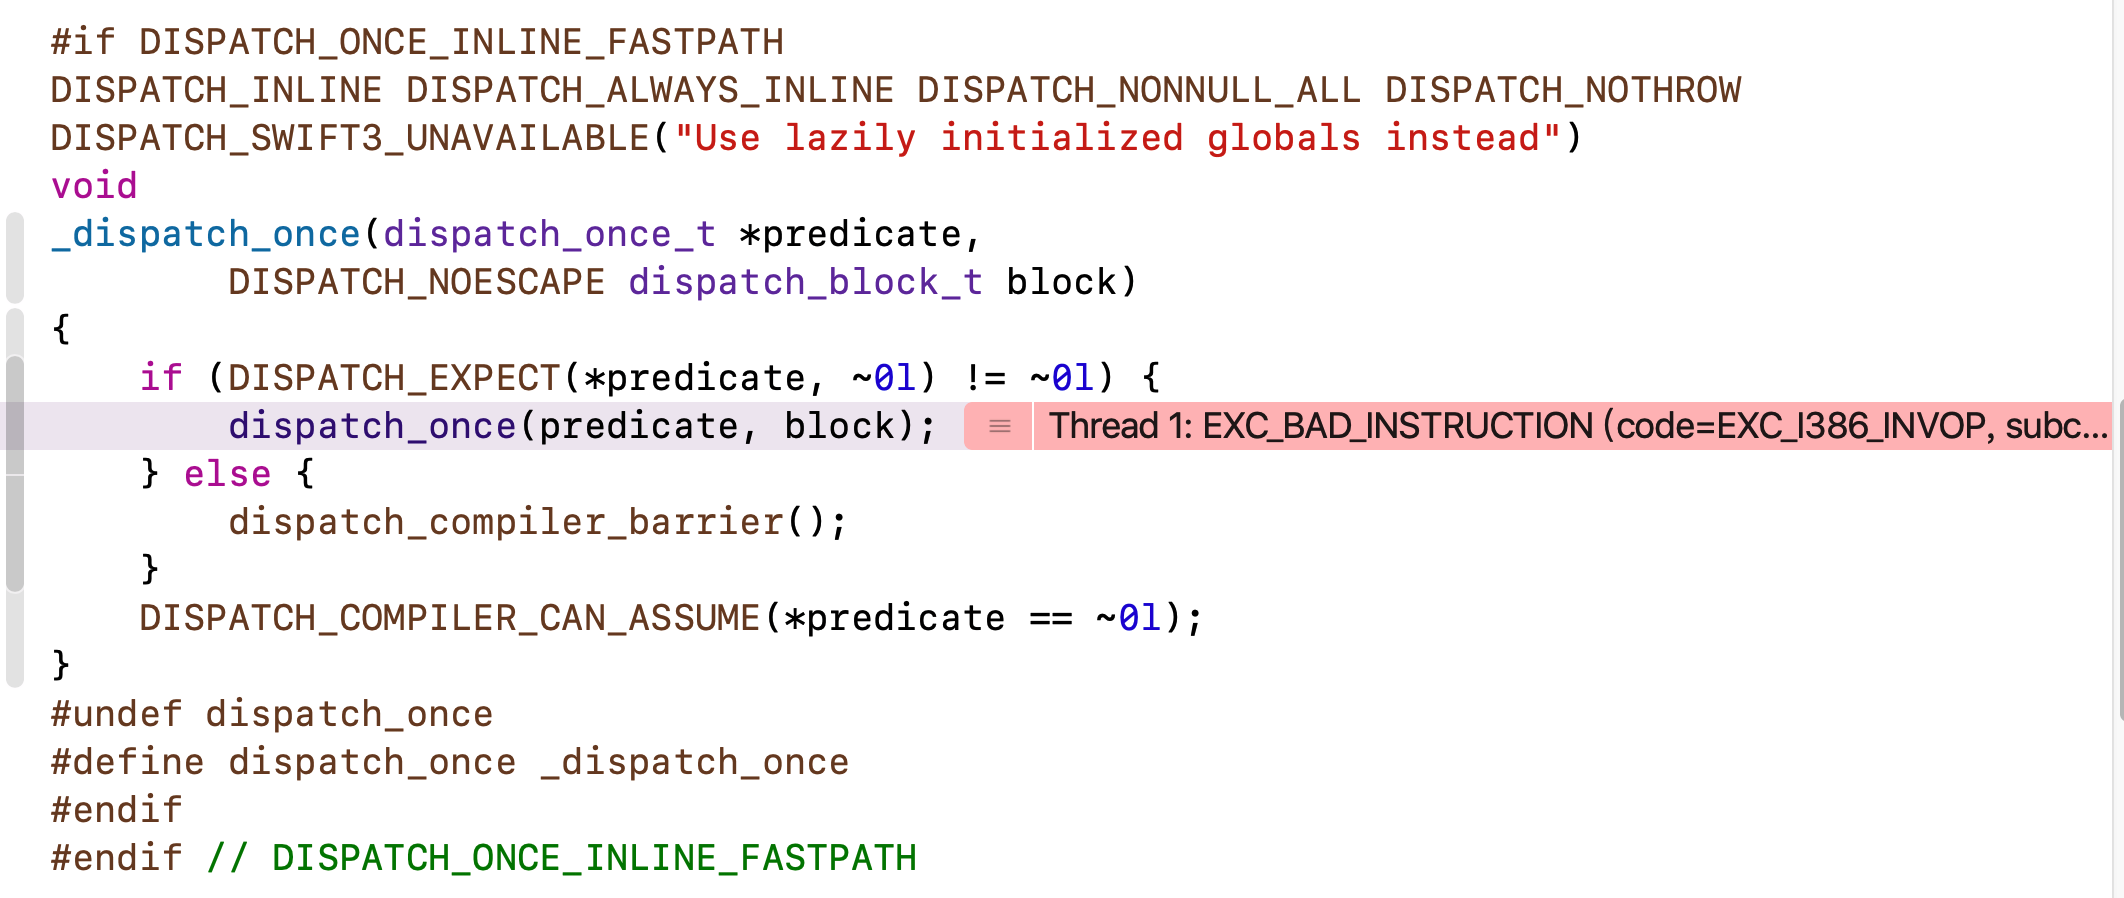 #if DISPATCH_ONCE_INLINE_FASTPATH
DISPATCH_INLINE DISPATCH_ALWAYS_INLINE DISPATCH_NONNULL_ALL DISPATCH_NOTHROW
DISPATCH_SWIFT3_UNAVAILABLE("Use lazily initialized globals instead")
void
_dispatch_once(dispatch_once_t *predicate,
        DISPATCH_NOESCAPE dispatch_block_t block)
{
    if (DISPATCH_EXPECT(*predicate, ~0l) != ~0l) {
        dispatch_once(predicate, block); Thread 1: EXC_BAD_INSTRUCTION (code=EXC_I386_INVOP, subc...
    } else {
        dispatch_compiler_barrier();
    }
    DISPATCH_COMPILER_CAN_ASSUME(*predicate == ~0l);
}
#undef dispatch_once
#define dispatch_once _dispatch_once
#endif
#endif // DISPATCH_ONCE_INLINE_FASTPATH